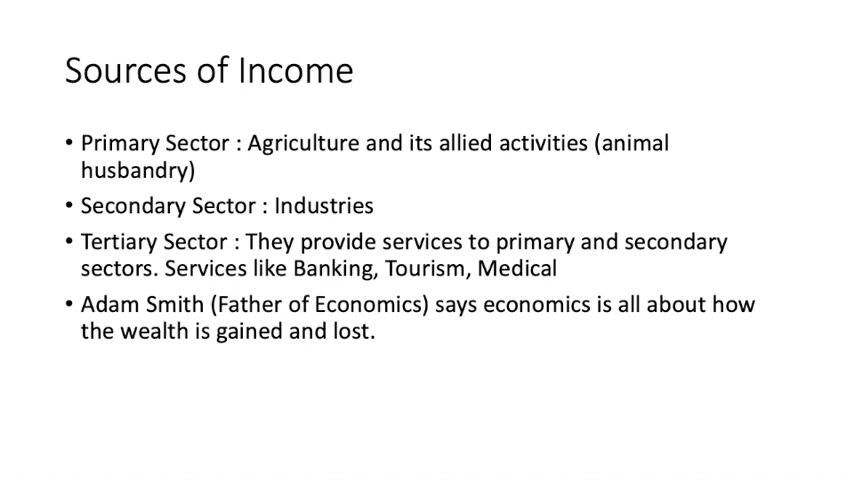 Sources of Income
• Primary Sector : Agriculture and its allied activities (animal
husbandry)
• Secondary Sector : Industries
• Tertiary Sector : They provide services to primary and secondary
sectors. Services like Banking, Tourism, Medical
• Adam Smith (Father of Economics) says economics is all about how
the wealth is gained and lost.